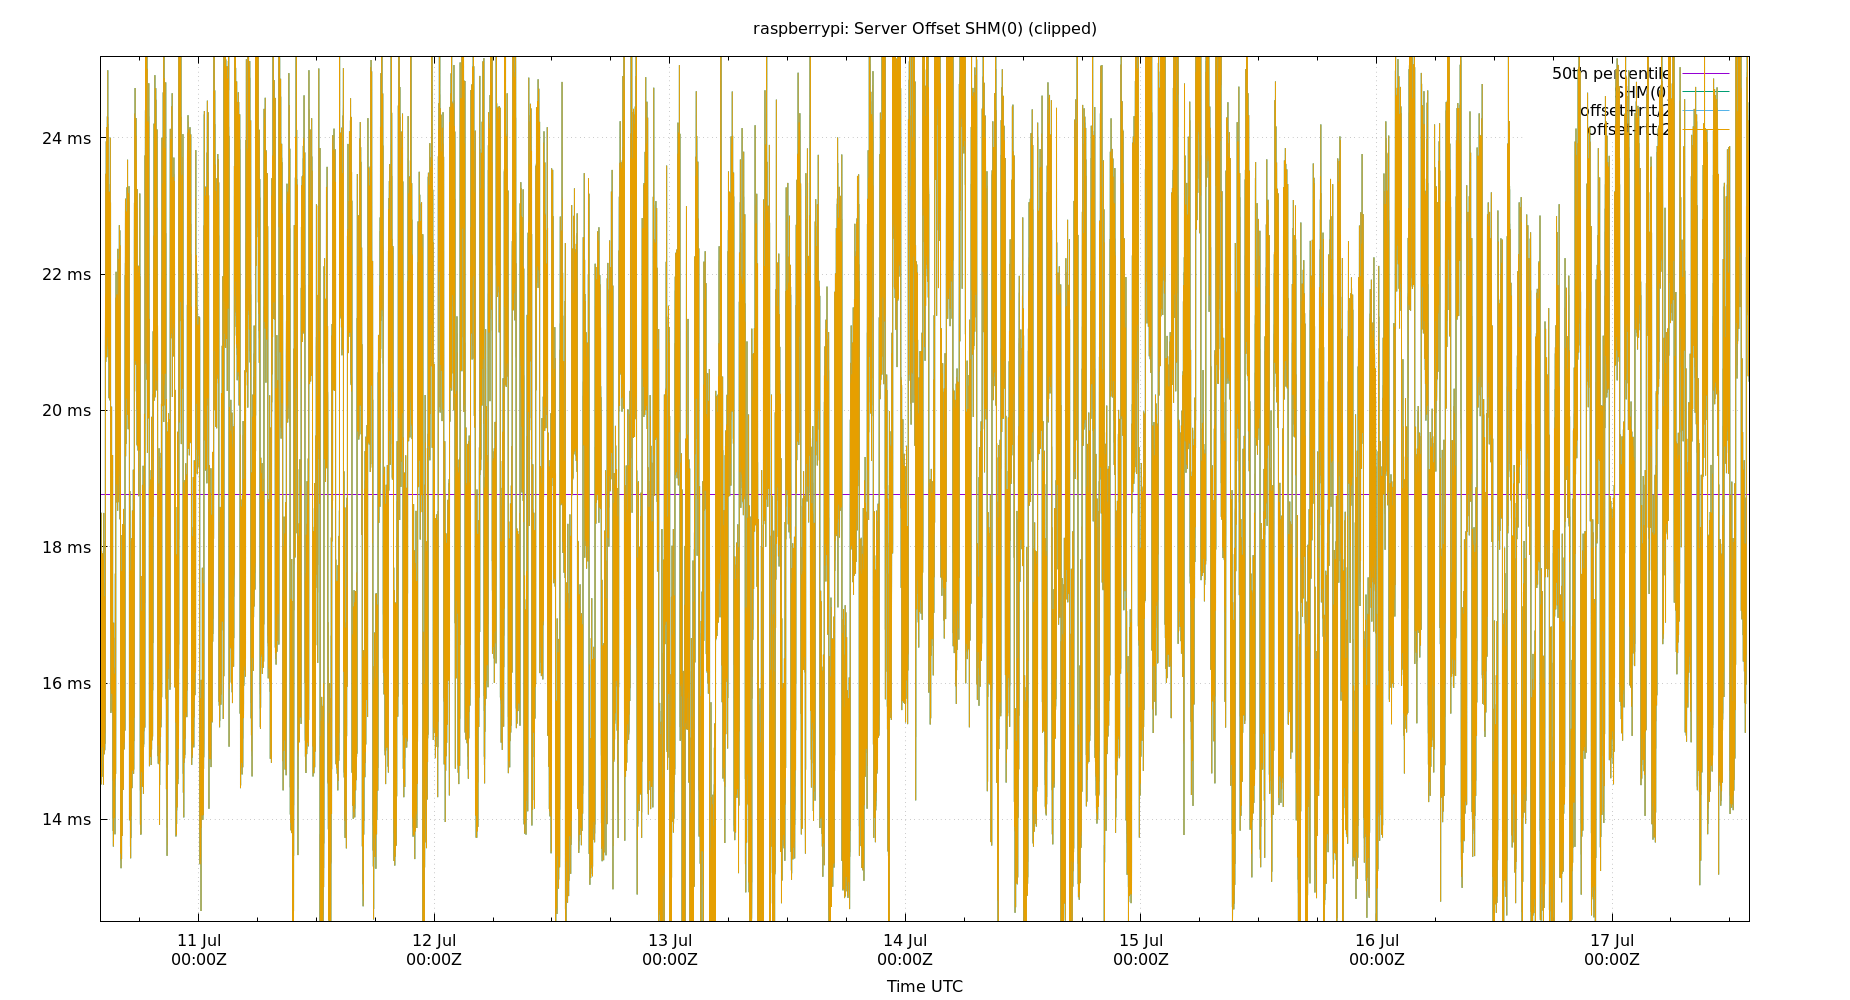 raspberrypi: Server Offset SHM(0) (clipped)
50th percentile
SHM(0)
offset+rtt/2
offset-rtt/2
24 ms
22 ms
20 ms
18 ms
16 ms
14 ms
11 Jul
00:00Z
12 Jul
00:00Z
13 Jul
00:00Z
14 Jul
00:00Z
15 Jul
00:00Z
16 Jul
00:00Z
17 Jul
00:00Z
Time UTC